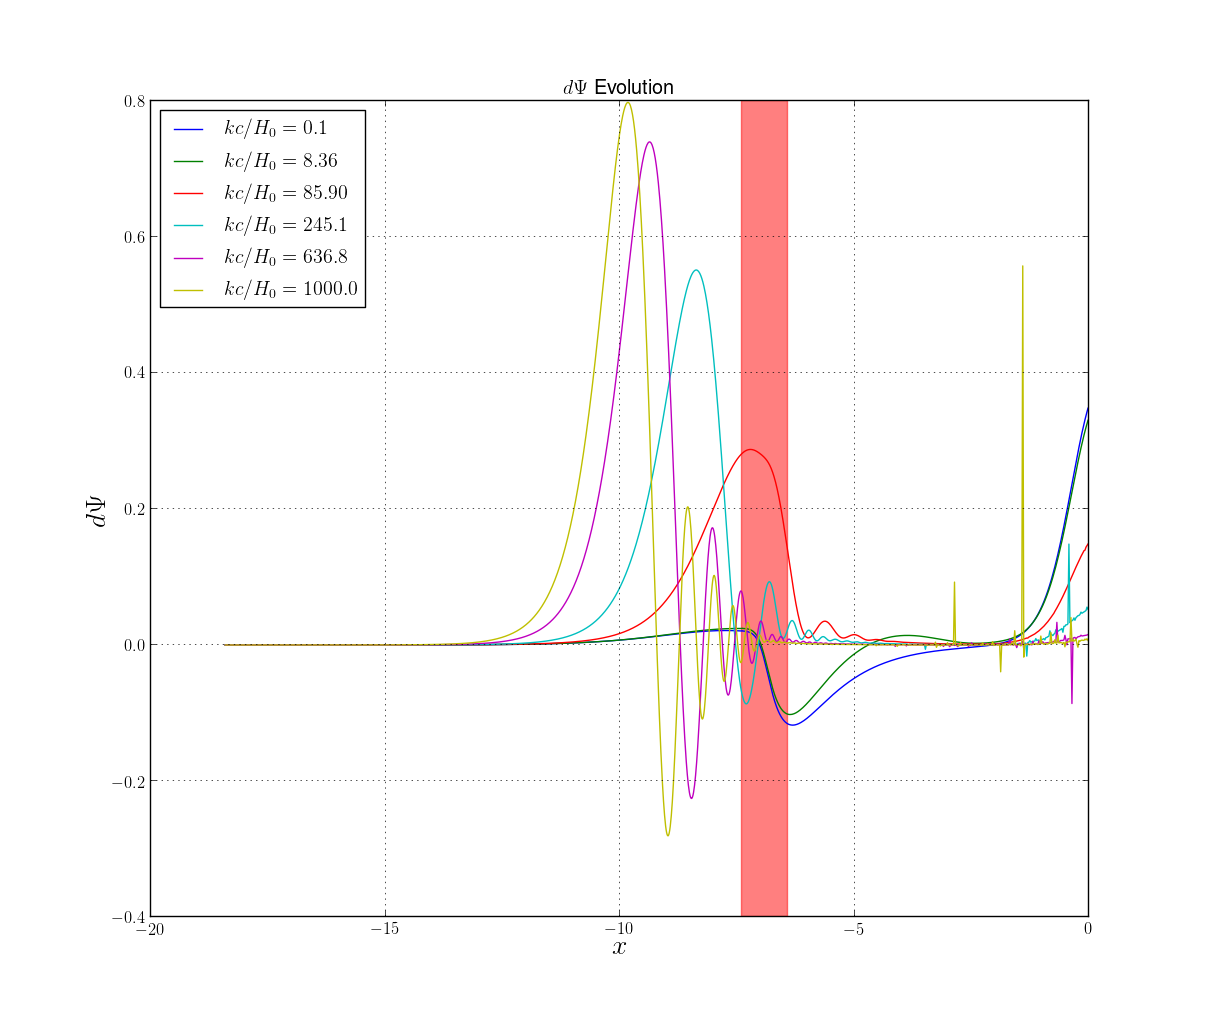 dΨ Evolution
0.8
0.6
0.4
0.2
0.0
−0.2
−0.4
dΨ
kc/H₀ = 0.1
kc/H₀ = 8.36
kc/H₀ = 85.90
kc/H₀ = 245.1
kc/H₀ = 636.8
kc/H₀ = 1000.0
−20
−15
−10
−5
0
x